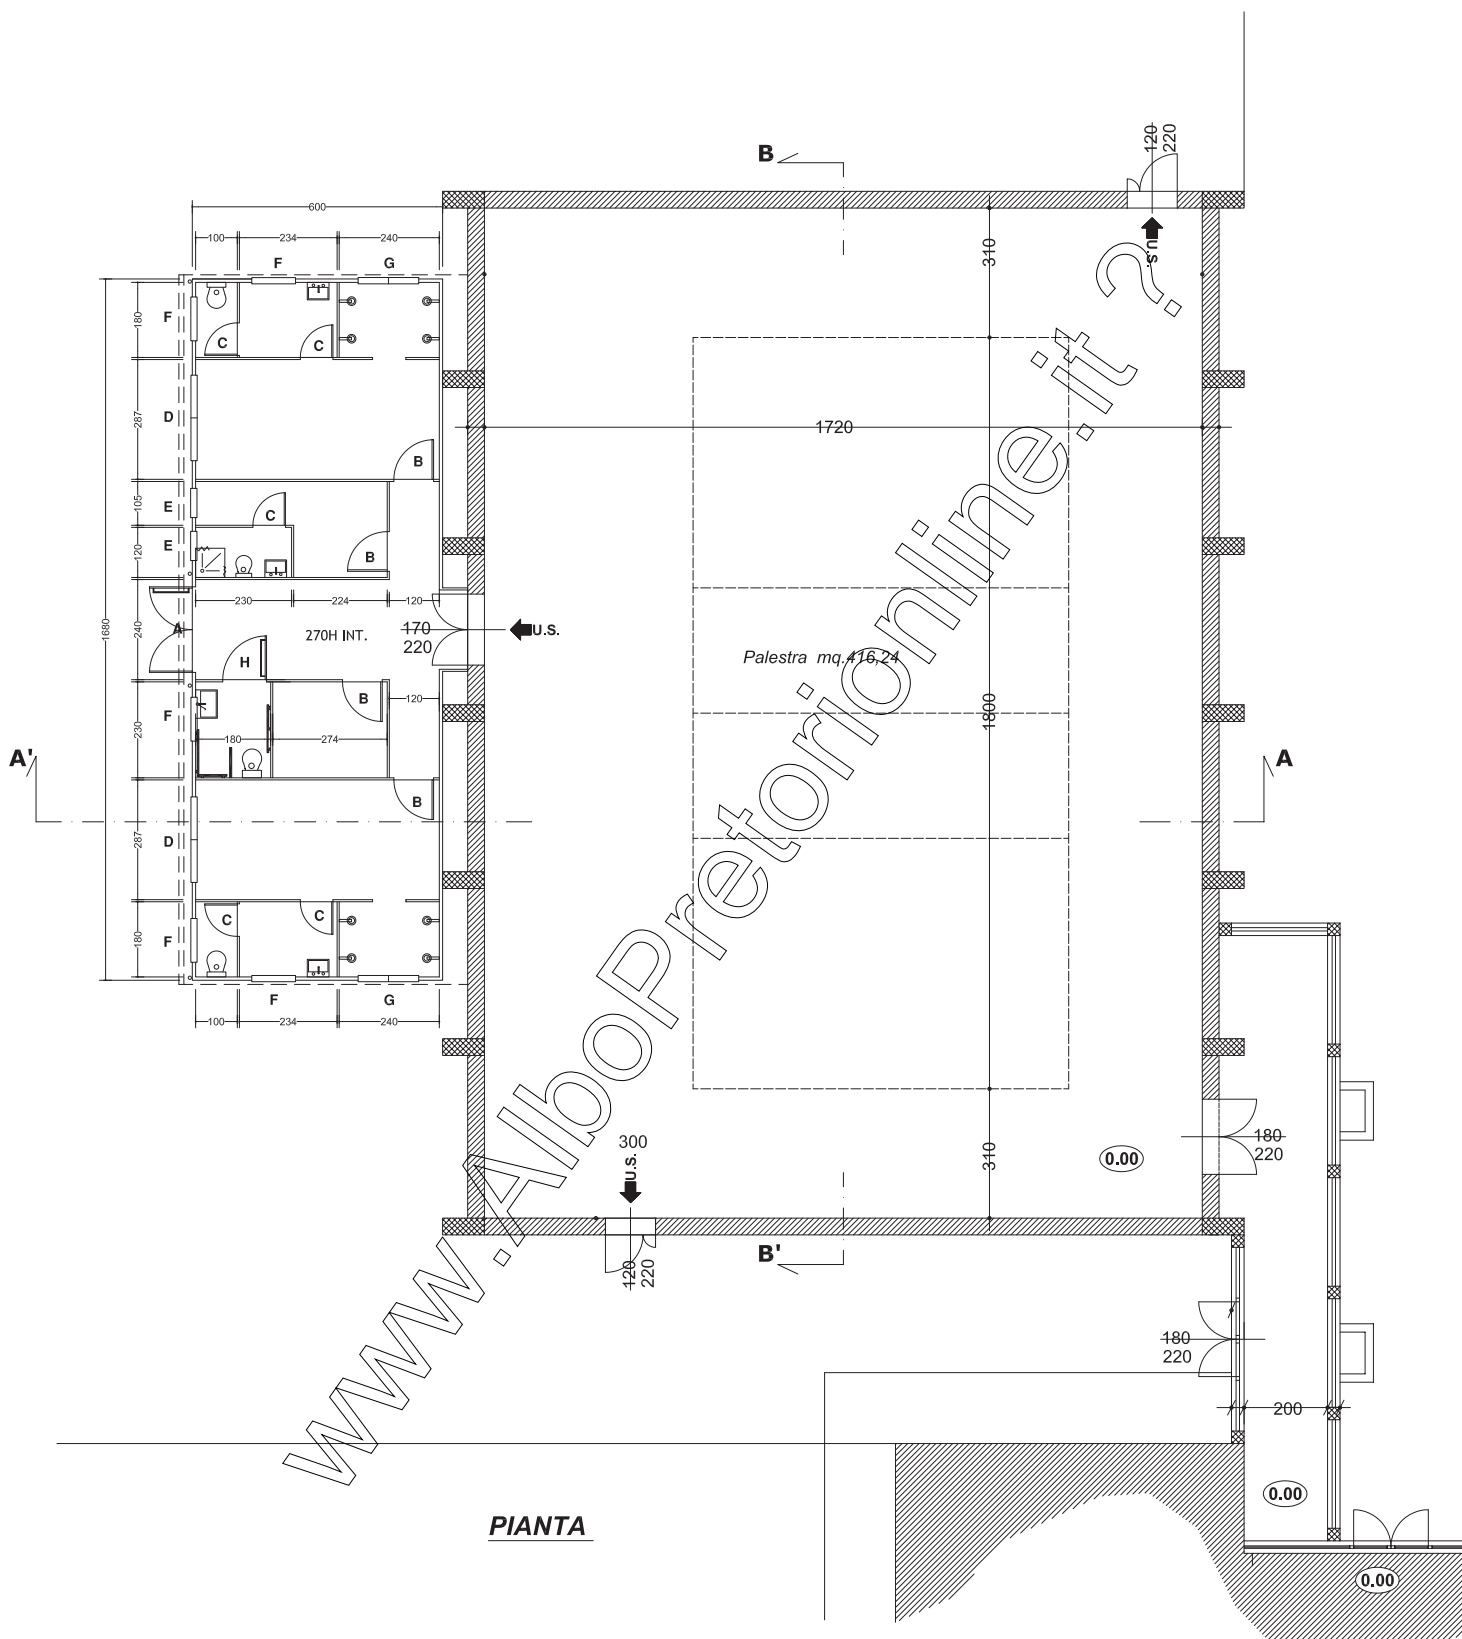 B
120
220
600
U.S.
100
234
240
310
F
G
F
180
C
C
D
287
1720
B
E
105
C
E
120
B
230
224
120
A
240
1680
270H INT.
170
220
U.S.
H
Palestra mq.416,24
B
120
F
230
180
274
1800
A'
A
B
D
287
C
C
F
180
F
G
100
234
240
300
U.S.
310
0.00
180
220
B'
120
220
180
220
200
0.00
PIANTA
0.00
www.AlboPretorionline.it ?